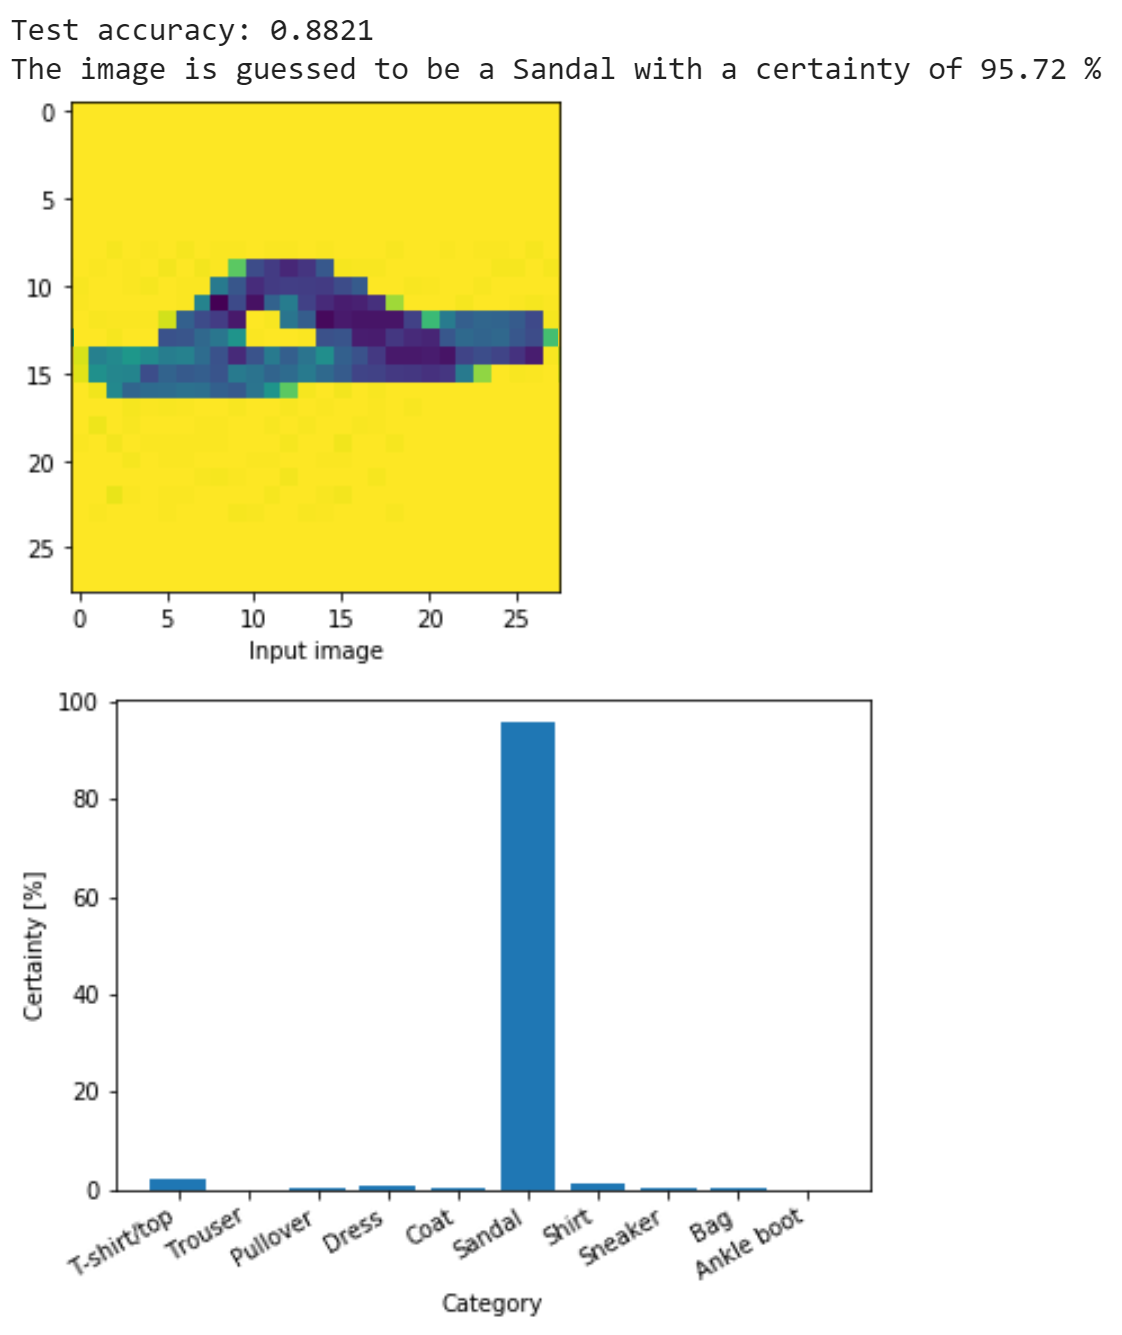 Test accuracy: 0.8821
The image is guessed to be a Sandal with a certainty of 95.72 %
0
5
10
15
20
25
0 5 10 15 20 25
Input image
100
80
60
40
20
0
Certainty [%]
T-shirt/top Trouser Pullover Dress Coat Sandal Shirt Sneaker Bag Ankle boot
Category